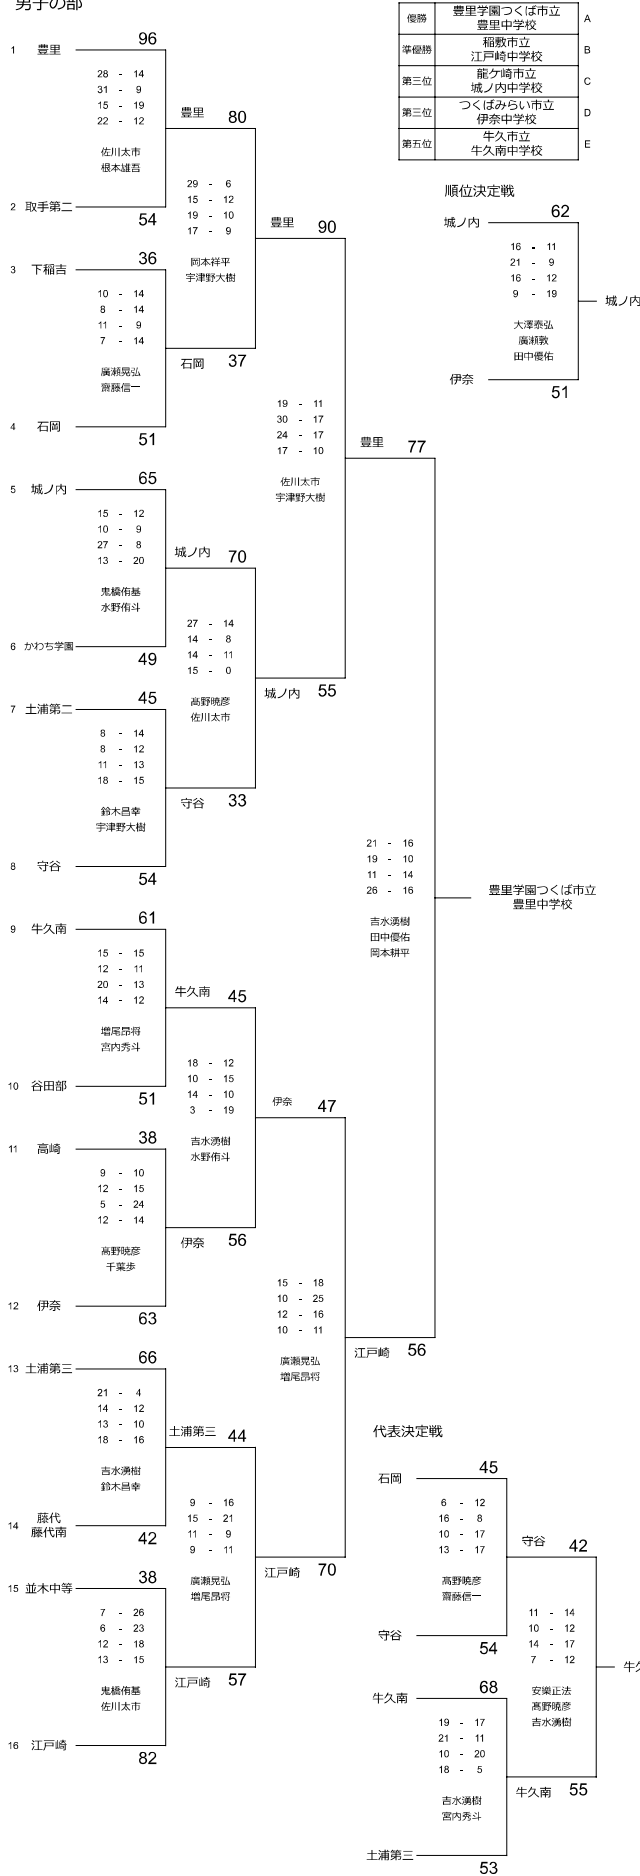 男子の部
優勝 豊里学園つくば市立 A
豊里中学校
準優勝 稲敷市立 B
江戸崎中学校
第三位 龍ケ崎市立 C
城ノ内中学校
第三位 つくばみらい市立 D
伊奈中学校
第五位 牛久市立 E
牛久南中学校
1 豊里 96
28 - 14
31 - 9
15 - 19
22 - 12
佐川太市
根本雄吾
2 取手第二 54
豊里 80
29 - 6
15 - 12
19 - 10
17 - 9
岡本祥平
宇津野大樹
石岡 37
3 下稲吉 36
10 - 14
8 - 14
11 - 9
7 - 14
廣瀬晃弘
齋藤信一
4 石岡 51
豊里 90
19 - 11
30 - 17
24 - 17
17 - 10
佐川太市
宇津野大樹
城ノ内 55
5 城ノ内 65
15 - 12
10 - 9
27 - 8
13 - 20
鬼橋侑基
水野侑斗
6 かわち学園 49
城ノ内 70
27 - 14
14 - 8
14 - 11
15 - 0
髙野暁彦
佐川太市
守谷 33
7 土浦第二 45
8 - 14
8 - 12
11 - 13
18 - 15
鈴木昌幸
宇津野大樹
8 守谷 54
豊里 77
21 - 16
19 - 10
11 - 14
26 - 16
吉水湧樹
田中優佑
岡本耕平
江戸崎 56
豊里学園つくば市立
豊里中学校
9 牛久南 61
15 - 15
12 - 11
20 - 13
14 - 12
増尾昂将
宮内秀斗
10 谷田部 51
牛久南 45
18 - 12
10 - 15
14 - 10
3 - 19
吉水湧樹
水野侑斗
伊奈 56
11 高崎 38
9 - 10
12 - 15
5 - 24
12 - 14
髙野暁彦
千葉歩
12 伊奈 63
伊奈 47
15 - 18
10 - 25
12 - 16
10 - 11
廣瀬晃弘
増尾昂将
江戸崎 70
13 土浦第三 66
21 - 4
14 - 12
13 - 10
18 - 16
吉水湧樹
鈴木昌幸
14 藤代
藤代南 42
土浦第三 44
9 - 16
15 - 21
11 - 9
9 - 11
廣瀬晃弘
増尾昂将
江戸崎 57
15 並木中等 38
7 - 26
6 - 23
12 - 18
13 - 15
鬼橋侑基
佐川太市
16 江戸崎 82
順位決定戦
城ノ内 62
16 - 11
21 - 9
16 - 12
9 - 19
大澤泰弘
廣瀬敦
田中優佑
伊奈 51
城ノ内
代表決定戦
石岡 45
6 - 12
16 - 8
10 - 17
13 - 17
髙野暁彦
齋藤信一
守谷 54
守谷 42
11 - 14
10 - 12
14 - 17
7 - 12
安樂正法
髙野暁彦
吉水湧樹
牛久南 55
牛久
牛久南 68
19 - 17
21 - 11
10 - 20
18 - 5
吉水湧樹
宮内秀斗
土浦第三 53